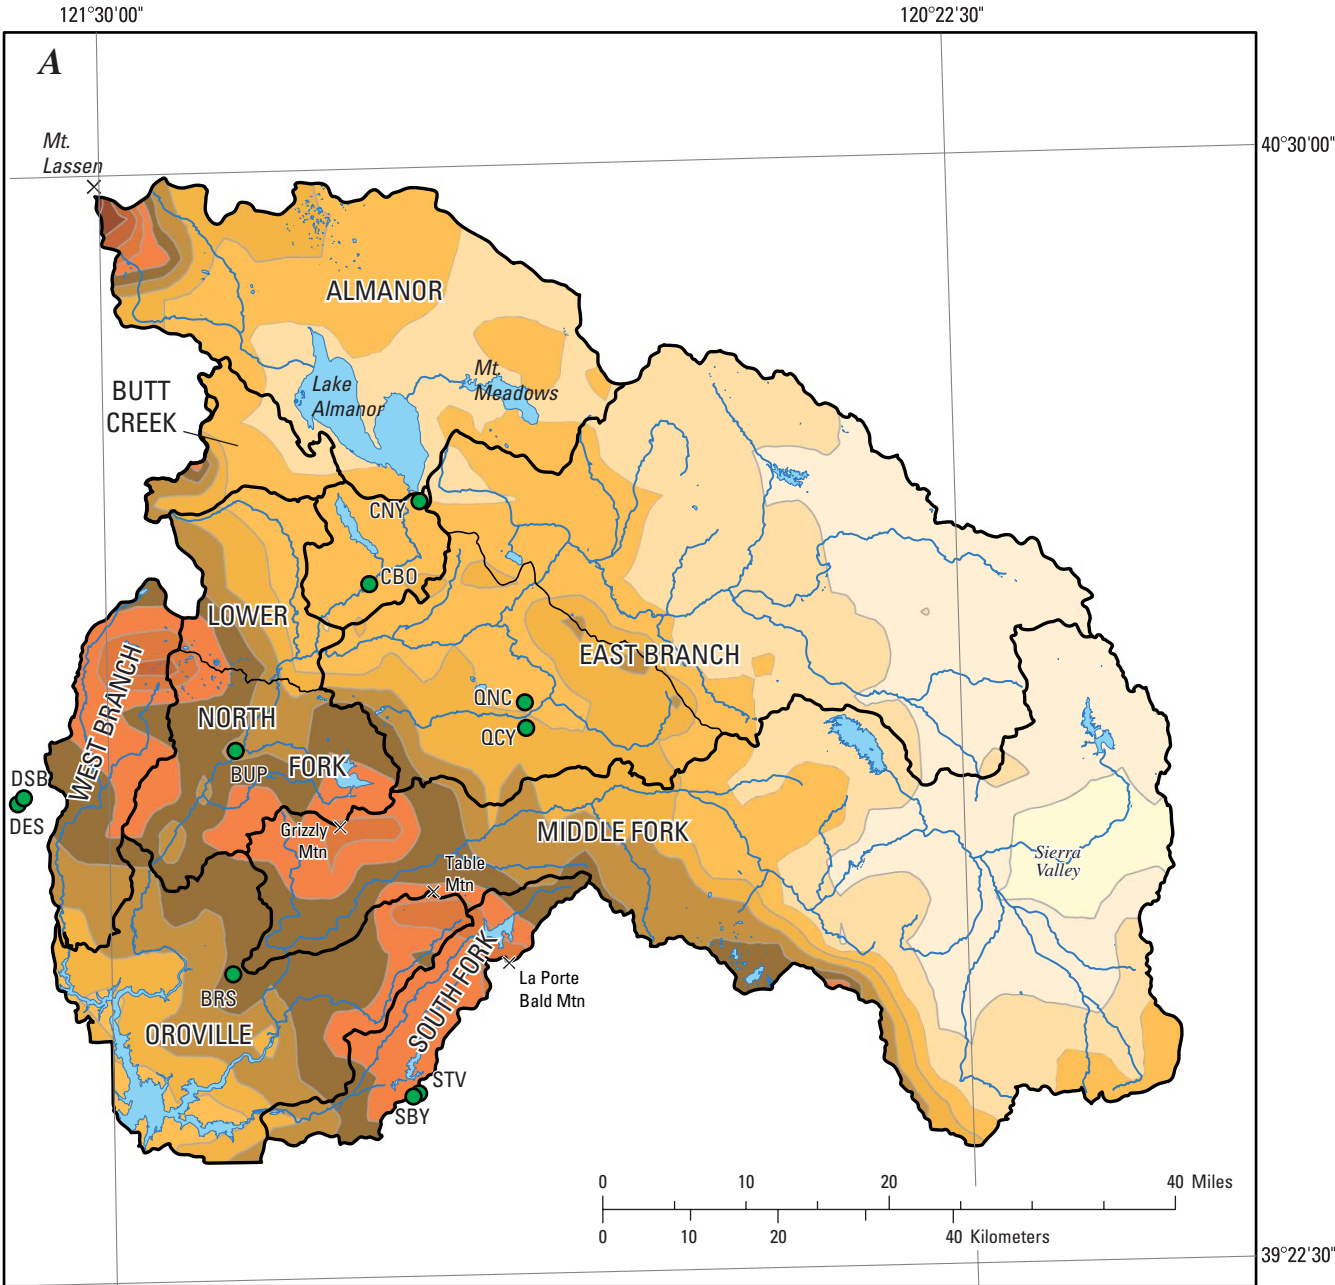 121°30'00"
120°22'30"
A
40°30'00"
Mt.
Lassen
ALMANOR
BUTT
CREEK
Lake
Almanor
Mt.
Meadows
CNY
CBO
LOWER
EAST BRANCH
WEST BRANCH
QNC
QCY
NORTH
FORK
BUP
DSB
DES
Grizzly
Mtn
MIDDLE FORK
Table
Mtn
Sierra
Valley
BRS
SOUTH FORK
La Porte
Bald Mtn
OROVILLE
STV
SBY
0 10 20 40 Miles
0 10 20 40 Kilometers
39°22'30"